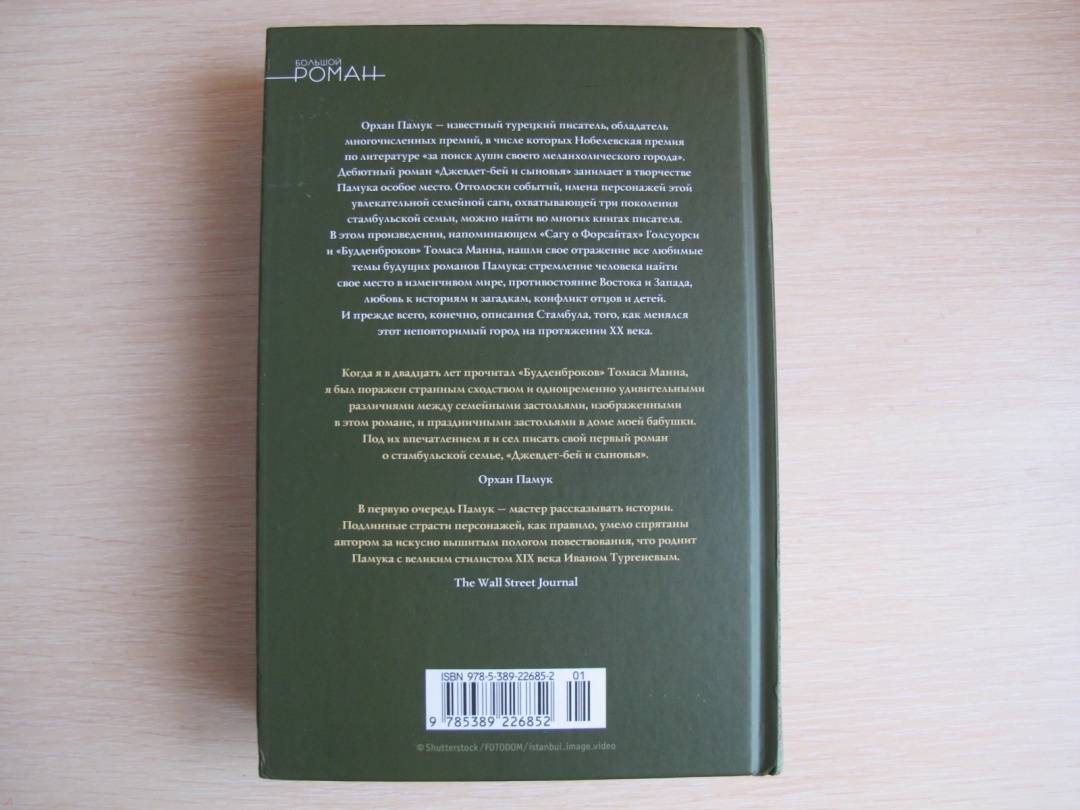 БОЛЬШОЙ
РОМАН
Орхан Памук — известный турецкий писатель, обладатель
многочисленных премий, в числе которых Нобелевская премия
по литературе «за поиск души своего меланхолического города».
Дебютный роман «Джевдет-бей и сыновья» занимает в творчестве
Памука особое место. Отголоски событий, имена персонажей этой
увлекательной семейной саги, охватывающей три поколения
стамбульской семьи, можно найти во многих книгах писателя.
В этом произведении, напоминающем «Сагу о Форсайтах» Голсуорси
и «Будденброков» Томаса Манна, нашли свое отражение все любимые
темы будущих романов Памука: стремление человека найти
свое место в изменчивом мире, противостояние Востока и Запада,
любовь к историям и загадкам, конфликт отцов и детей.
И прежде всего, конечно, описания Стамбула, того, как менялся
этот неповторимый город на протяжении XX века.
Когда я в двадцать лет прочитал «Будденброков» Томаса Манна,
я был поражен странным сходством и одновременно удивительными
различиями между семейными застольями, изображенными
в этом романе, и праздничными застольями в доме моей бабушки.
Под их впечатлением я и сел писать свой первый роман
о стамбульской семье, «Джевдет-бей и сыновья».
Орхан Памук
В первую очередь Памук — мастер рассказывать истории.
Подлинные страсти персонажей, как правило, умело спрятаны
автором за искусно вышитым пологом повествования, что роднит
Памука с великим стилистом XIX века Иваном Тургеневым.
The Wall Street Journal
ISBN 978-5-389-22685-2 01
9 785389 226852
© Shutterstock/FOTODOM/istanbul_image_video